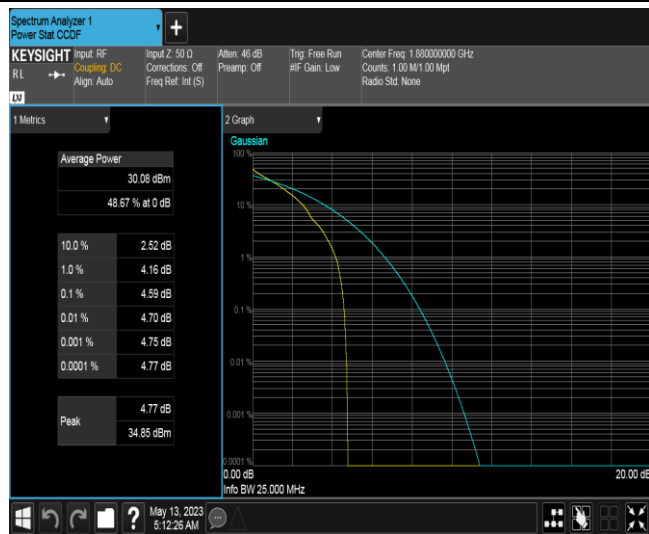 Spectrum Analyzer 1
Power Stat CCDF
+
KEYSIGHT
RL
LXI
Input: RF
Coupling: DC
Align: Auto
Input Z: 50 Ω
Corrections: Off
Freq Ref: Int (S)
Atten: 46 dB
Preamp: Off
Trig: Free Run
#IF Gain: Low
Center Freq: 1.880000000 GHz
Counts: 1.00 M/1.00 Mpt
Radio Std: None
1 Metrics
Average Power
30.08 dBm
48.67 % at 0 dB
10.0 % 2.52 dB
1.0 % 4.16 dB
0.1 % 4.59 dB
0.01 % 4.70 dB
0.001 % 4.75 dB
0.0001 % 4.77 dB
Peak
4.77 dB
34.85 dBm
2 Graph
Gaussian
100 %
10 %
1 %
0.1 %
0.01 %
0.001 %
0.0001 %
0.00 dB
20.00 dB
Info BW 25.000 MHz
?
May 13, 2023
5:12:26 AM